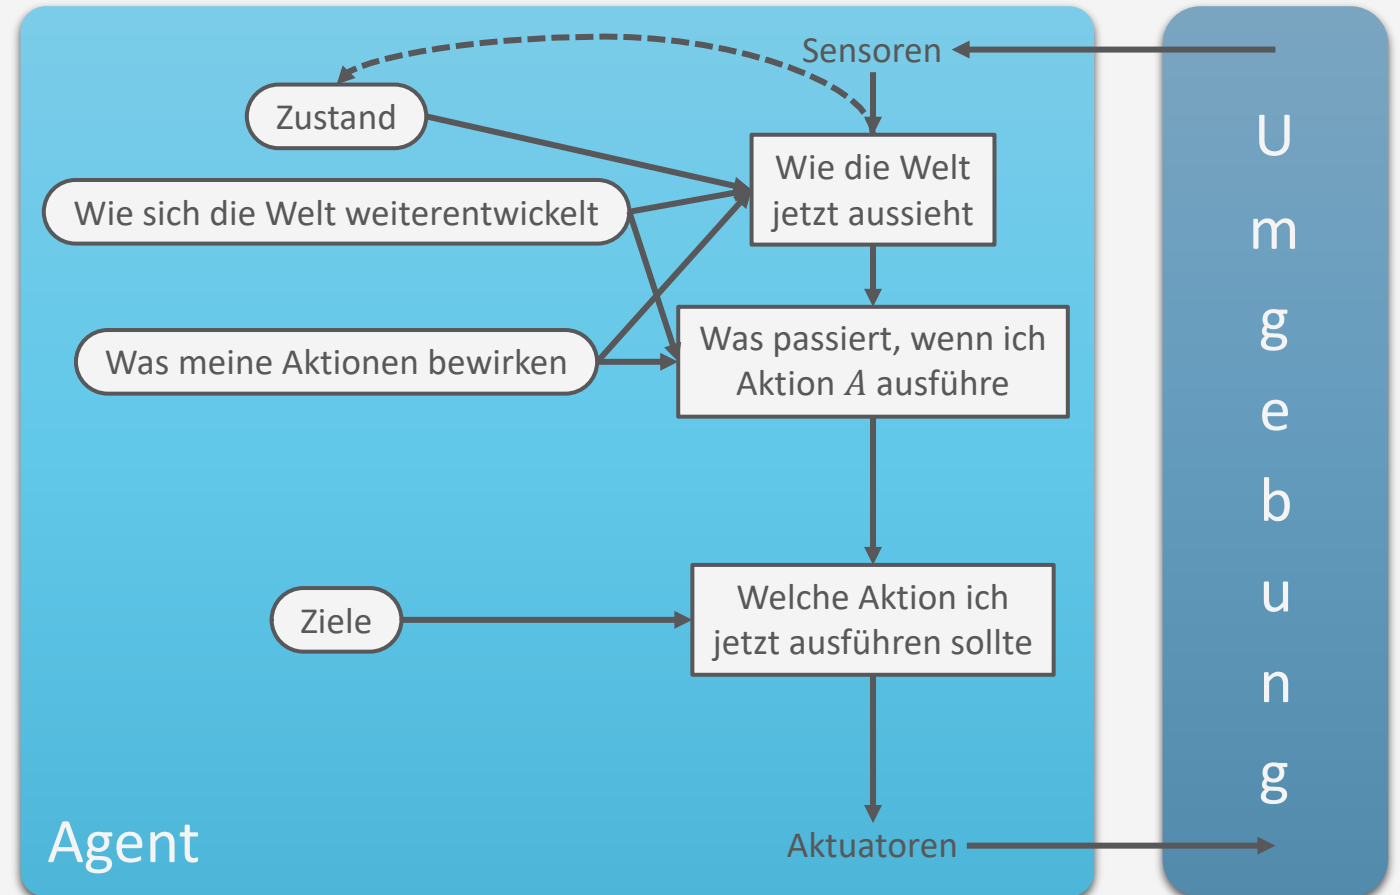 Sensoren
Zustand
Wie die Welt
jetzt aussieht
Wie sich die Welt weiterentwickelt
Was meine Aktionen bewirken
Was passiert, wenn ich
Aktion A ausführe
Ziele
Welche Aktion ich
jetzt ausführen sollte
Aktuatoren
Agent
U
m
g
e
b
u
n
g